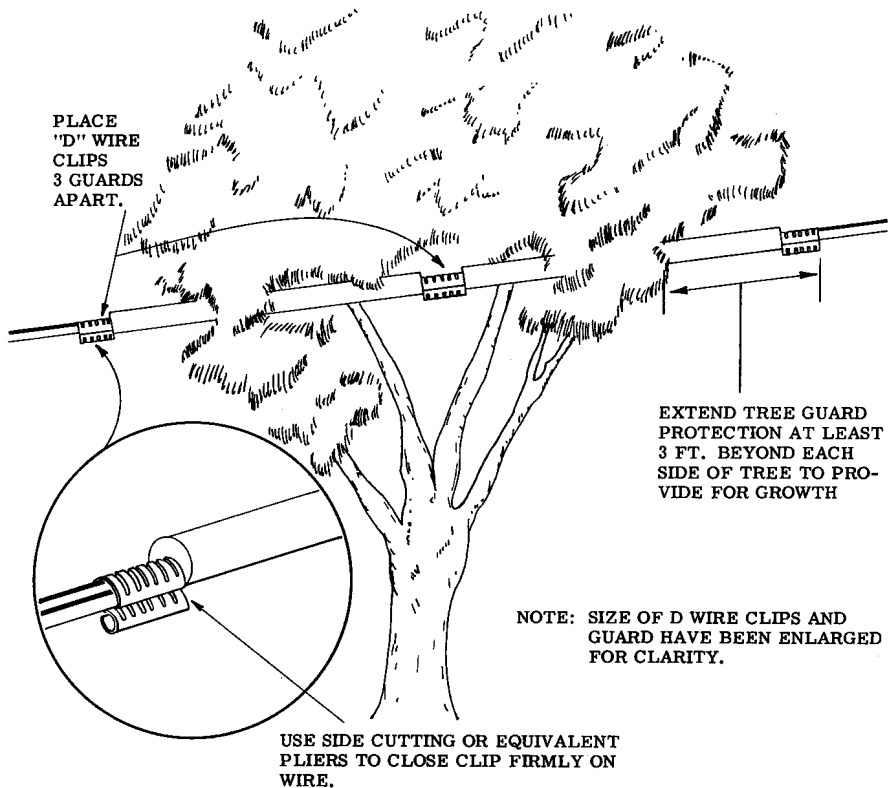 PLACE
"D" WIRE
CLIPS
3 GUARDS
APART.
EXTEND TREE GUARD
PROTECTION AT LEAST
3 FT. BEYOND EACH
SIDE OF TREE TO PRO-
VIDE FOR GROWTH
NOTE: SIZE OF D WIRE CLIPS AND
GUARD HAVE BEEN ENLARGED
FOR CLARITY.
USE SIDE CUTTING OR EQUIVALENT
PLIERS TO CLOSE CLIP FIRMLY ON
WIRE.